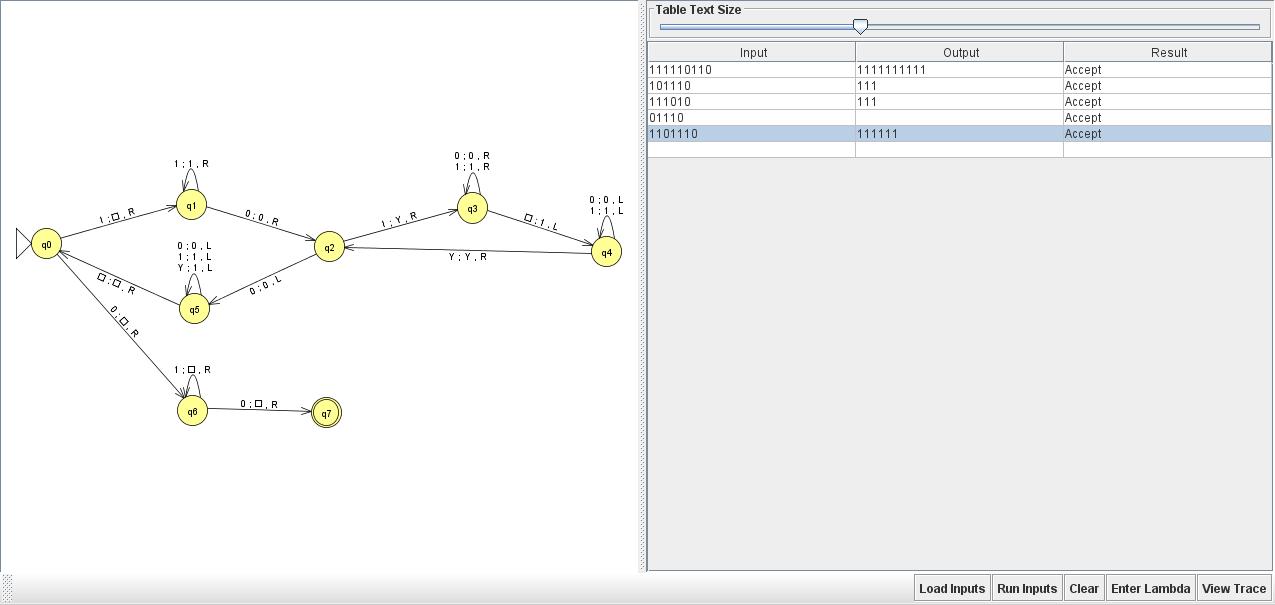 Table Text Size
Input Output Result
111110110 1111111111 Accept
101110 111 Accept
111010 111 Accept
01110 Accept
1101110 111111 Accept
0 ; 0 , R
1 ; 1 , R
1 ; 1 , R
q3
0 ; 0 , L
1 ; 1 , L
q1
1 ; □ , R
0 ; 0 , R
1 ; Y , R
□ ; 1 , L
q0
q2
q4
0 ; 0 , L
1 ; 1 , L
Y ; 1 , L
Y ; Y , R
□ ; □ , R
0 ; 0 , L
q5
0 ; □ , R
1 ; □ , R
q6
0 ; □ , R
q7
Load Inputs Run Inputs Clear Enter Lambda View Trace